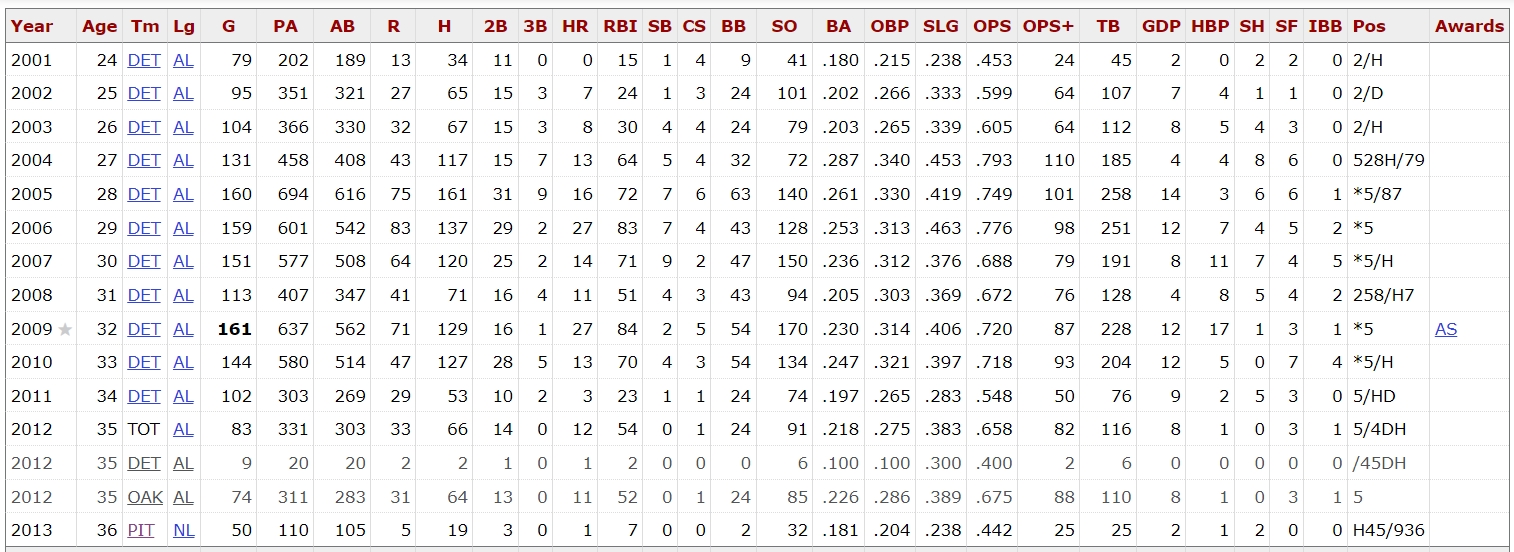 Year Age Tm Lg G PA AB R H 2B 3B HR RBI SB CS BB SO BA OBP SLG OPS OPS+ TB GDP HBP SH SF IBB Pos Awards
2001 24 DET AL 79 202 189 13 34 11 0 0 15 1 4 9 41 .180 .215 .238 .453 24 45 2 0 2 2 0 2/H
2002 25 DET AL 95 351 321 27 65 15 3 7 24 1 3 24 101 .202 .266 .333 .599 64 107 7 4 1 1 0 2/D
2003 26 DET AL 104 366 330 32 67 15 3 8 30 4 4 24 79 .203 .265 .339 .605 64 112 8 5 4 3 0 2/H
2004 27 DET AL 131 458 408 43 117 15 7 13 64 5 4 32 72 .287 .340 .453 .793 110 185 4 4 8 6 0 528H/79
2005 28 DET AL 160 694 616 75 161 31 9 16 72 7 6 63 140 .261 .330 .419 .749 101 258 14 3 6 6 1 *5/87
2006 29 DET AL 159 601 542 83 137 29 2 27 83 7 4 43 128 .253 .313 .463 .776 98 251 12 7 4 5 2 *5
2007 30 DET AL 151 577 508 64 120 25 2 14 71 9 2 47 150 .236 .312 .376 .688 79 191 8 11 7 4 5 *5/H
2008 31 DET AL 113 407 347 41 71 16 4 11 51 4 3 43 94 .205 .303 .369 .672 76 128 4 8 5 4 2 258/H7
2009 ★ 32 DET AL 161 637 562 71 129 16 1 27 84 2 5 54 170 .230 .314 .406 .720 87 228 12 17 1 3 1 *5 AS
2010 33 DET AL 144 580 514 47 127 28 5 13 70 4 3 54 134 .247 .321 .397 .718 93 204 12 5 0 7 4 *5/H
2011 34 DET AL 102 303 269 29 53 10 2 3 23 1 1 24 74 .197 .265 .283 .548 50 76 9 2 5 3 0 5/HD
2012 35 TOT AL 83 331 303 33 66 14 0 12 54 0 1 24 91 .218 .275 .383 .658 82 116 8 1 0 3 1 5/4DH
2012 35 DET AL 9 20 20 2 2 1 0 1 2 0 0 0 6 .100 .100 .300 .400 2 6 0 0 0 0 0 /45DH
2012 35 OAK AL 74 311 283 31 64 13 0 11 52 0 1 24 85 .226 .286 .389 .675 88 110 8 1 0 3 1 5
2013 36 PIT NL 50 110 105 5 19 3 0 1 7 0 0 2 32 .181 .204 .238 .442 25 25 2 1 2 0 0 H45/936